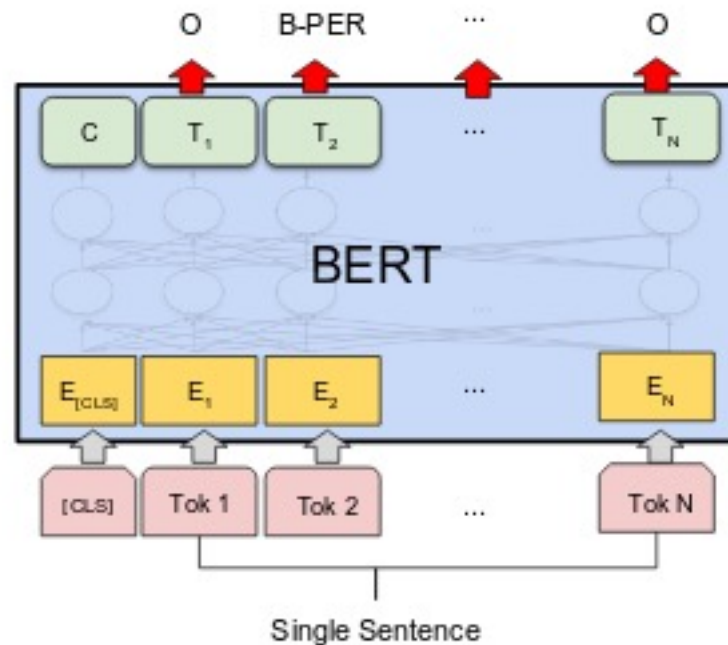 O B-PER ... O
C T1 T2 ... TN
...
BERT
...
E[CLS] E1 E2 ... EN
[CLS] Tok 1 Tok 2 ... Tok N
Single Sentence